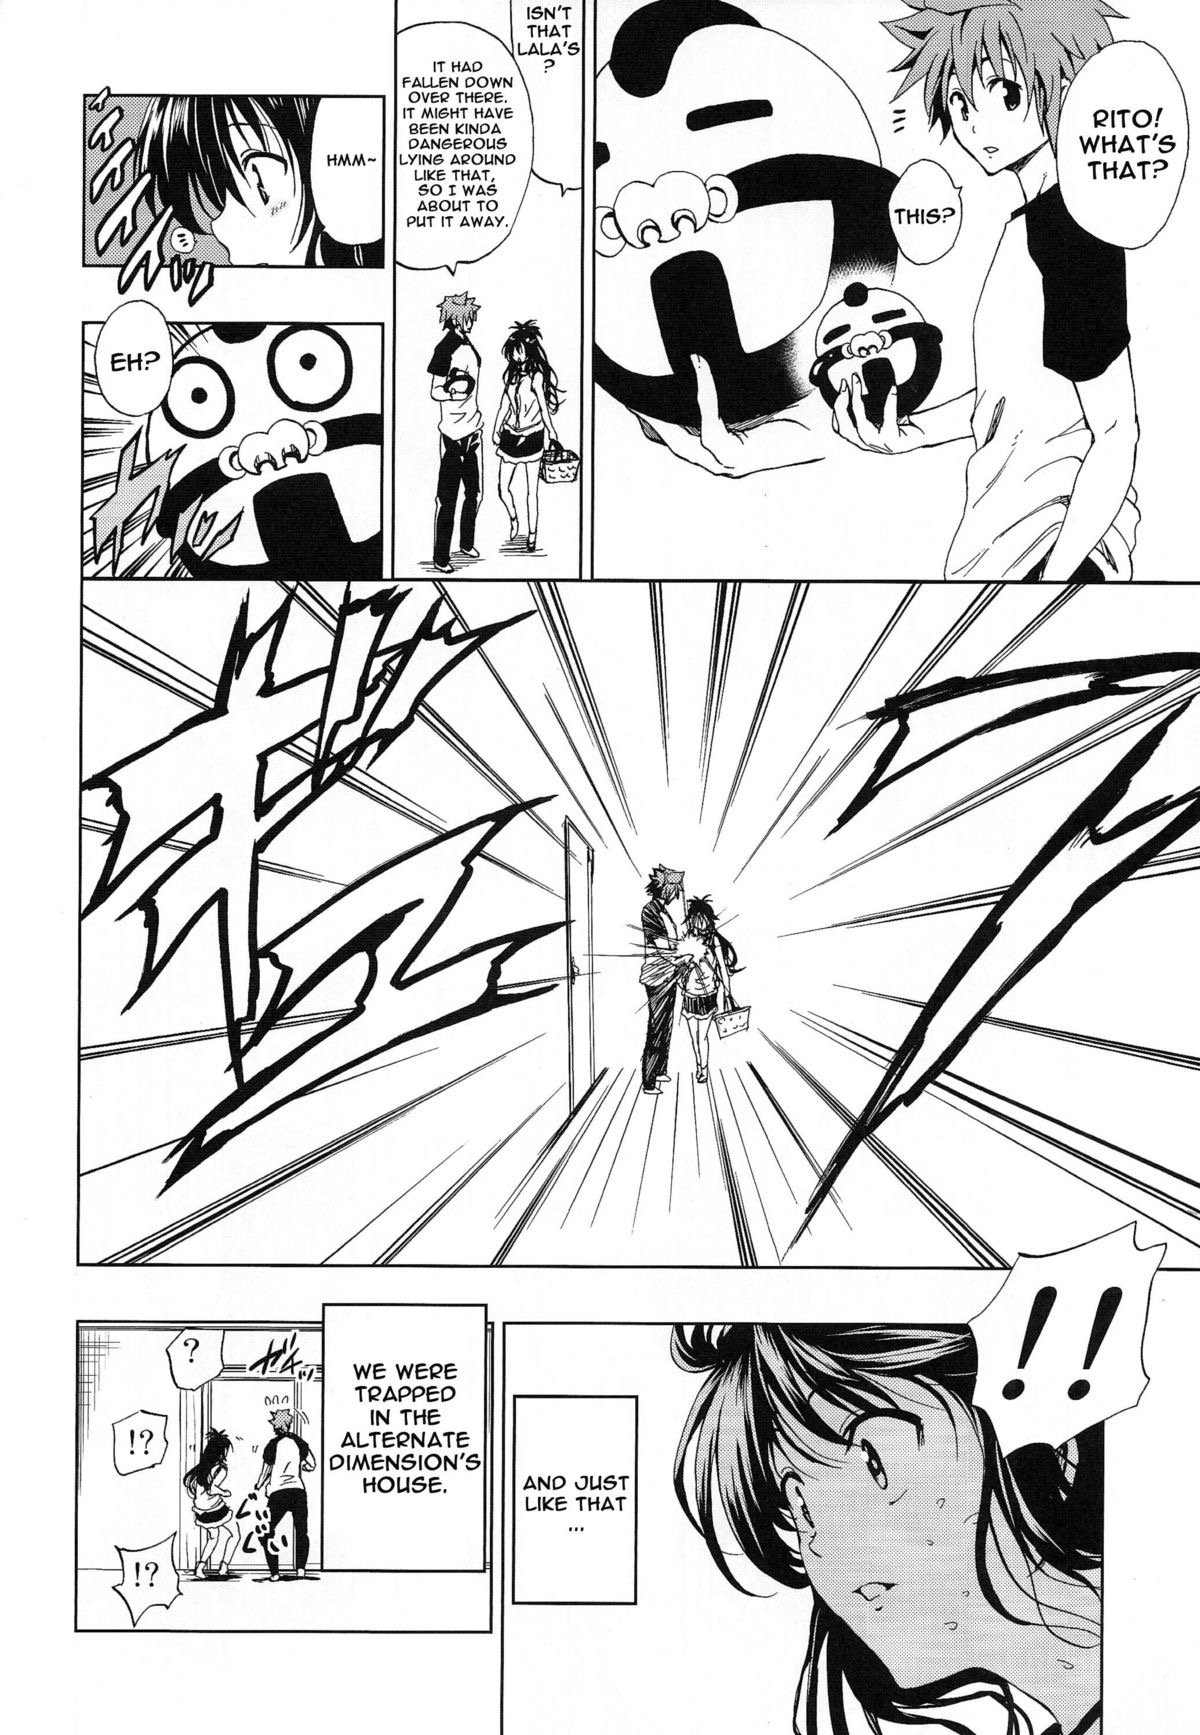 RITO!
WHAT'S
THAT?
THIS?
ISN'T
THAT
LALA'S
?
IT HAD
FALLEN DOWN
OVER THERE.
IT MIGHT HAVE
BEEN KINDA
DANGEROUS
LYING AROUND
LIKE THAT,
SO I WAS
ABOUT TO
PUT IT AWAY.
HMM~
EH?
!!
AND JUST
LIKE THAT
...
WE WERE
TRAPPED
IN THE
ALTERNATE
DIMENSION'S
HOUSE.
?
!?
!?